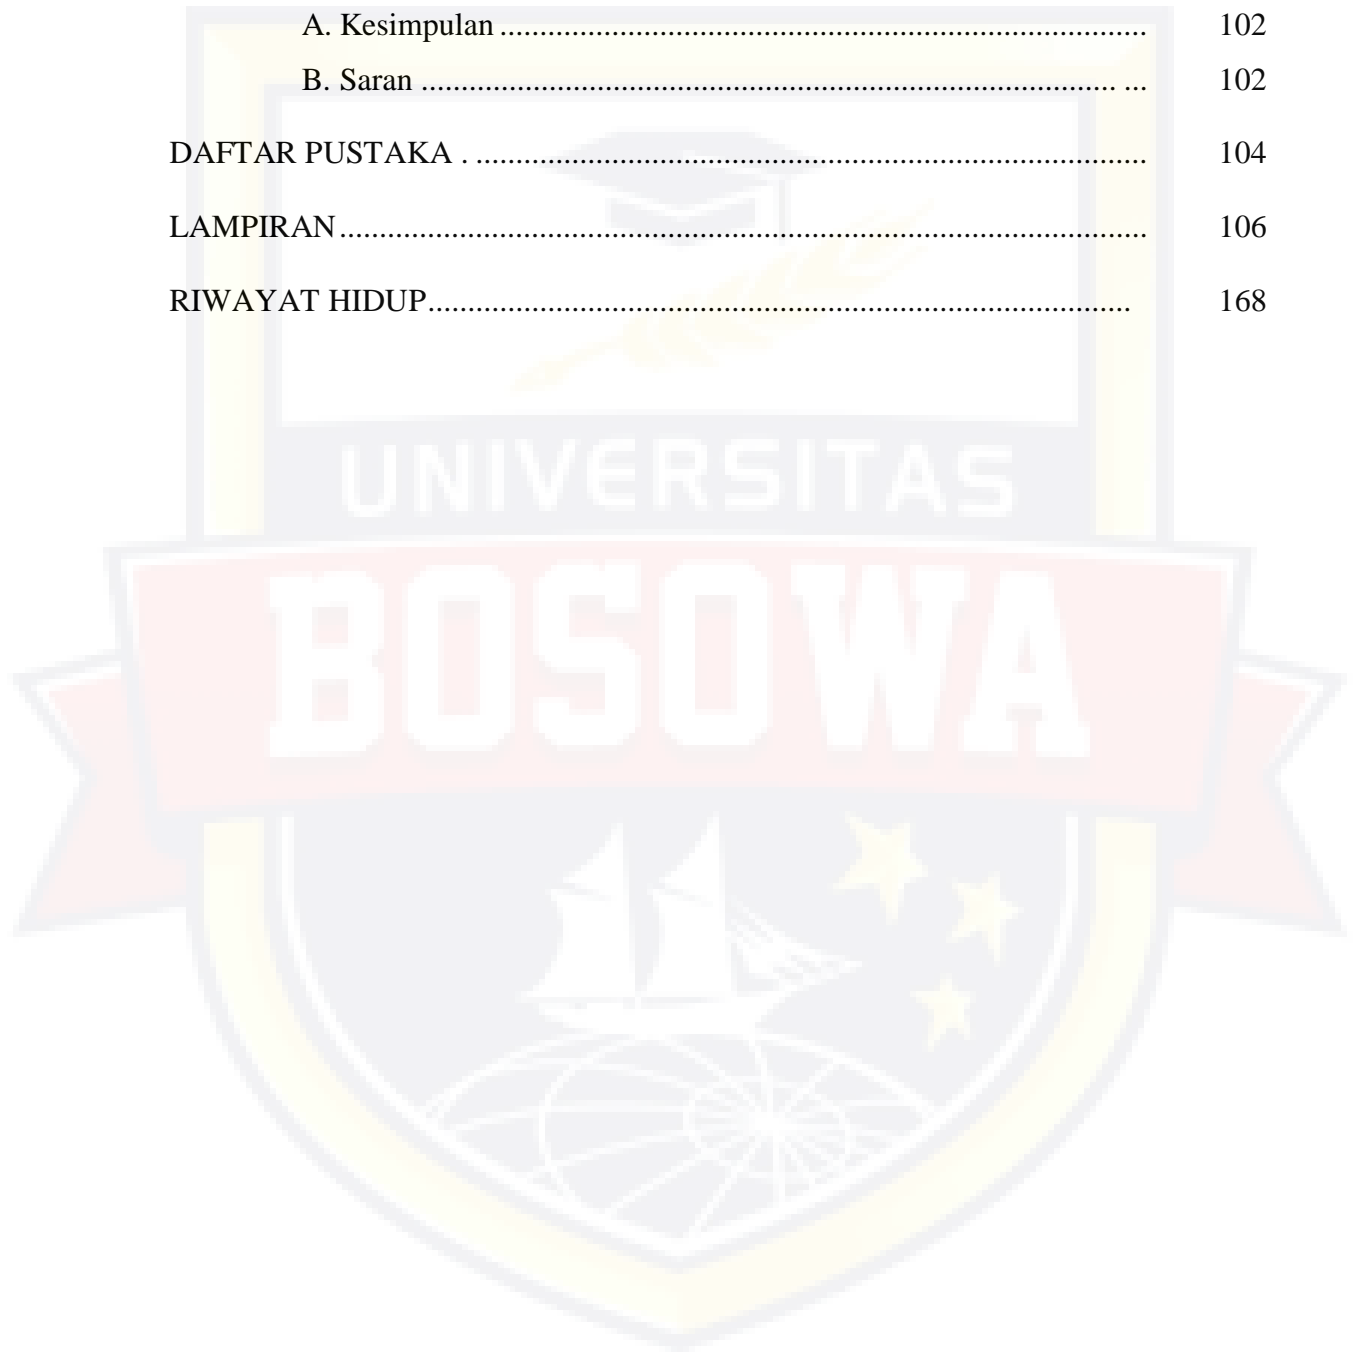 A. Kesimpulan ................................................................................. 102
B. Saran ....................................................................................... ... 102
DAFTAR PUSTAKA . .................................................................................... 104
LAMPIRAN..................................................................................................... 106
RIWAYAT HIDUP........................................................................................ 168
UNIVERSITAS
BOSOWA